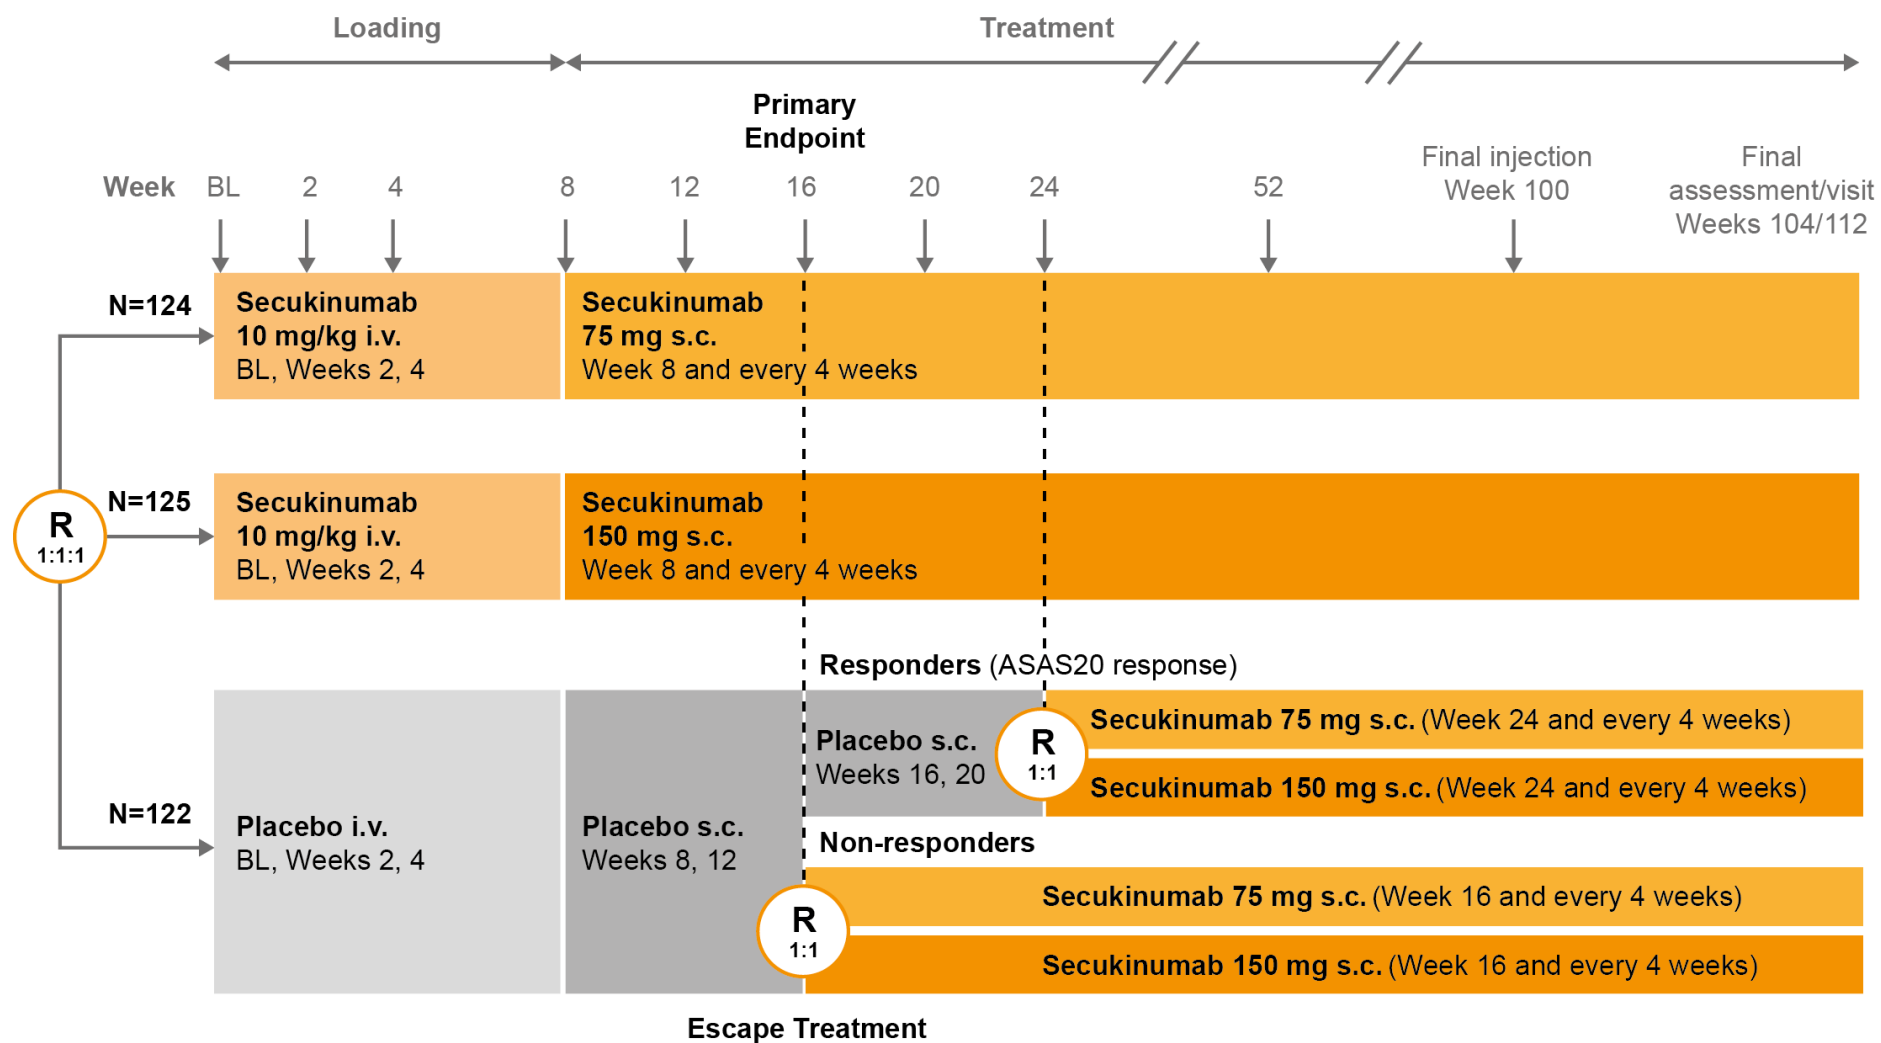 Loading
Treatment
Primary
Endpoint
Week BL 2 4 8 12 16 20 24 52
Final injection
Week 100
Final
assessment/visit
Weeks 104/112
N=124
Secukinumab
10 mg/kg i.v.
BL, Weeks 2, 4
Secukinumab
75 mg s.c.
Week 8 and every 4 weeks
R
1:1:1
N=125
Secukinumab
10 mg/kg i.v.
BL, Weeks 2, 4
Secukinumab
150 mg s.c.
Week 8 and every 4 weeks
N=122
Placebo i.v.
BL, Weeks 2, 4
Placebo s.c.
Weeks 8, 12
Responders (ASAS20 response)
Placebo s.c.
Weeks 16, 20
R
1:1
Secukinumab 75 mg s.c. (Week 24 and every 4 weeks)
Secukinumab 150 mg s.c. (Week 24 and every 4 weeks)
Non-responders
R
1:1
Secukinumab 75 mg s.c. (Week 16 and every 4 weeks)
Secukinumab 150 mg s.c. (Week 16 and every 4 weeks)
Escape Treatment